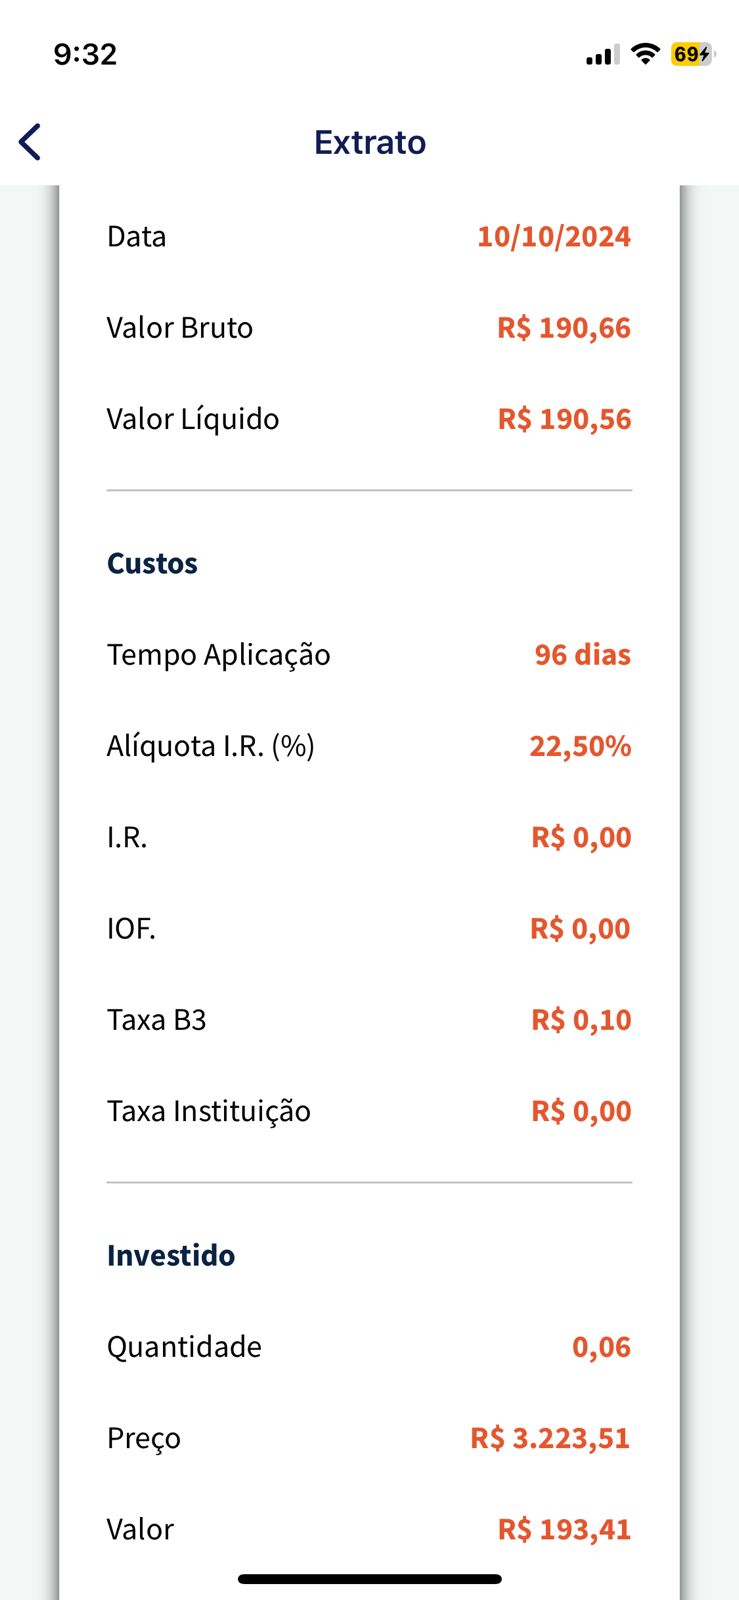 9:32
69
Extrato
Data 10/10/2024
Valor Bruto R$ 190,66
Valor Líquido R$ 190,56
Custos
Tempo Aplicação 96 dias
Alíquota I.R. (%) 22,50%
I.R. R$ 0,00
IOF. R$ 0,00
Taxa B3 R$ 0,10
Taxa Instituição R$ 0,00
Investido
Quantidade 0,06
Preço R$ 3.223,51
Valor R$ 193,41